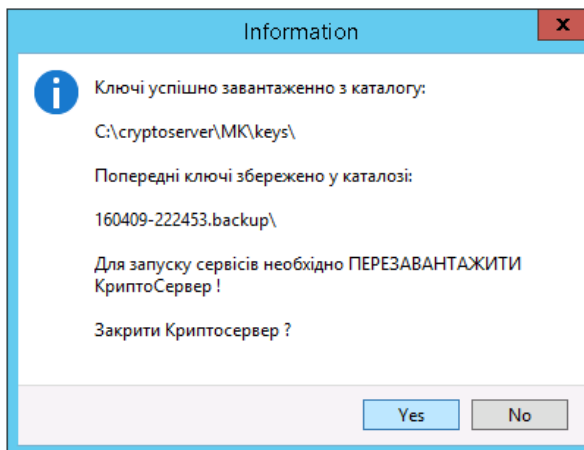 Information
x
Ключі успішно завантаженно з каталогу:
C:\cryptoserver\MK\keys\
Попередні ключі збережено у каталозі:
160409-222453.backup\
Для запуску сервісів необхідно ПЕРЕЗАВАНТАЖИТИ
КриптоСервер !
Закрити Криптосервер ?
Yes
No